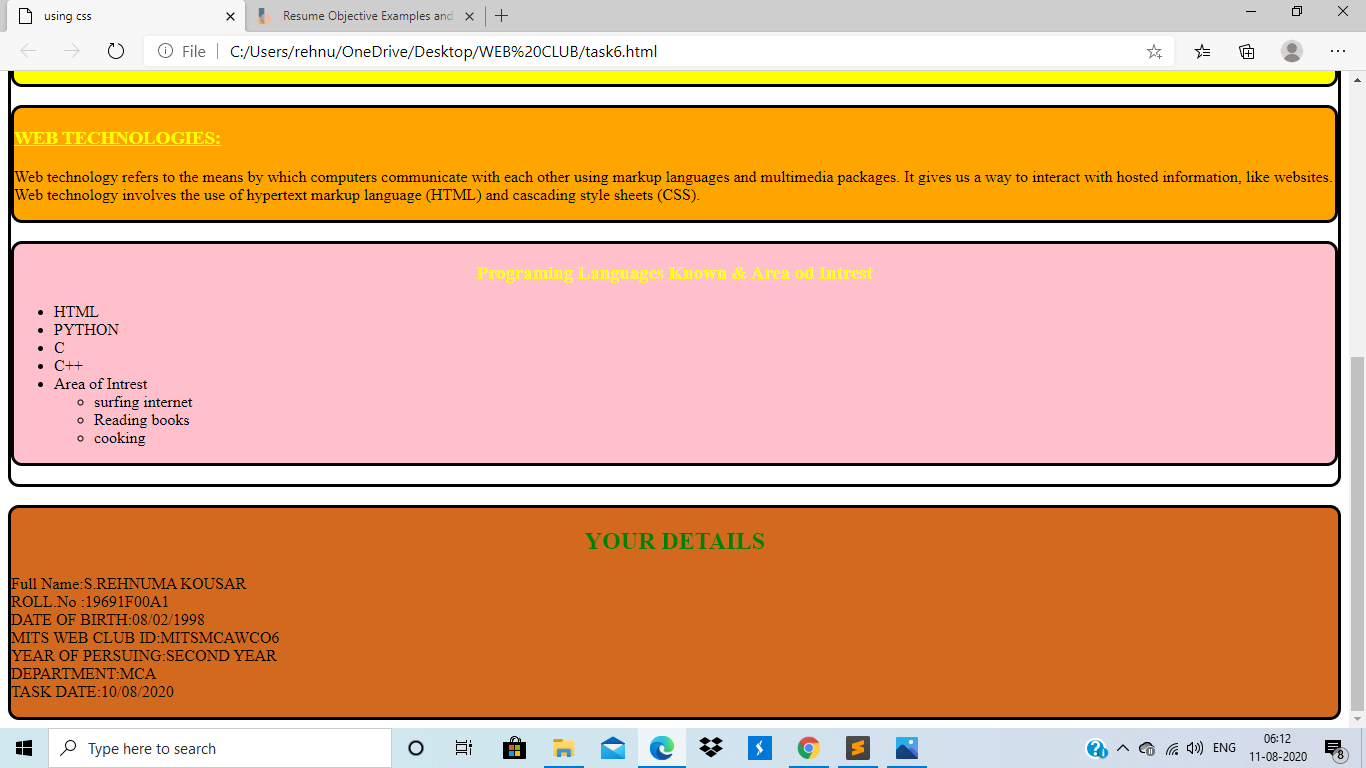 using css
Resume Objective Examples and
File
C:/Users/rehnu/OneDrive/Desktop/WEB%20CLUB/task6.html
WEB TECHNOLOGIES:
Web technology refers to the means by which computers communicate with each other using markup languages and multimedia packages. It gives us a way to interact with hosted information, like websites.
Web technology involves the use of hypertext markup language (HTML) and cascading style sheets (CSS).
Programing Languages Known & Area od Intrest
HTML
PYTHON
C
C++
Area of Intrest
surfing internet
Reading books
cooking
YOUR DETAILS
Full Name:S.REHNUMA KOUSAR
ROLL.No :19691F00A1
DATE OF BIRTH:08/02/1998
MITS WEB CLUB ID:MITSMCAWCO6
YEAR OF PERSUING:SECOND YEAR
DEPARTMENT:MCA
TASK DATE:10/08/2020
Type here to search
ENG
06:12
11-08-2020
8